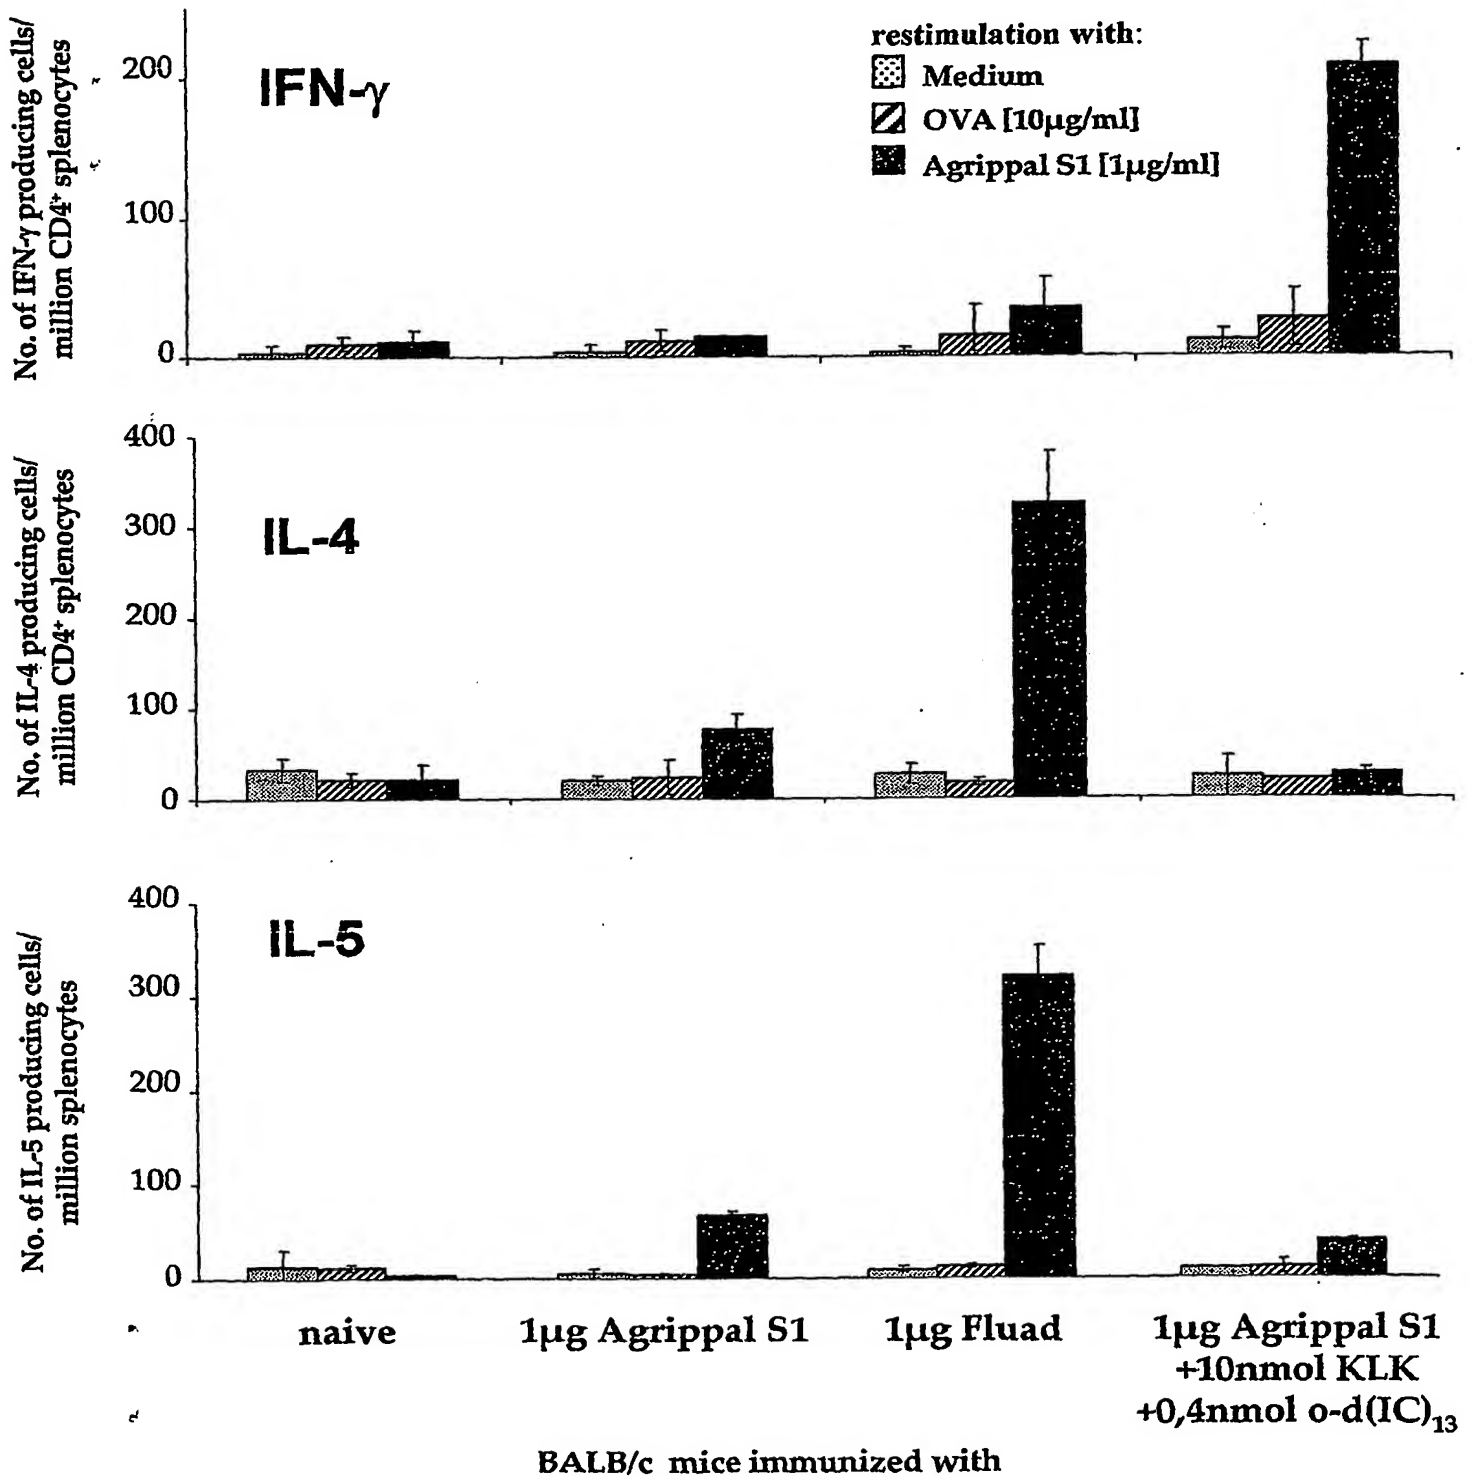 No. of IFN-γ producing cells/
million CD4⁺ splenocytes
200
100
0
IFN-γ
restimulation with:
Medium
OVA [10µg/ml]
Agrippal S1 [1µg/ml]
No. of IL-4 producing cells/
million CD4⁺ splenocytes
400
300
200
100
0
IL-4
No. of IL-5 producing cells/
million splenocytes
400
300
200
100
0
IL-5
naive
1µg Agrippal S1
1µg Fluad
1µg Agrippal S1
+10nmol KLK
+0,4nmol o-d(IC)₁₃
BALB/c mice immunized with